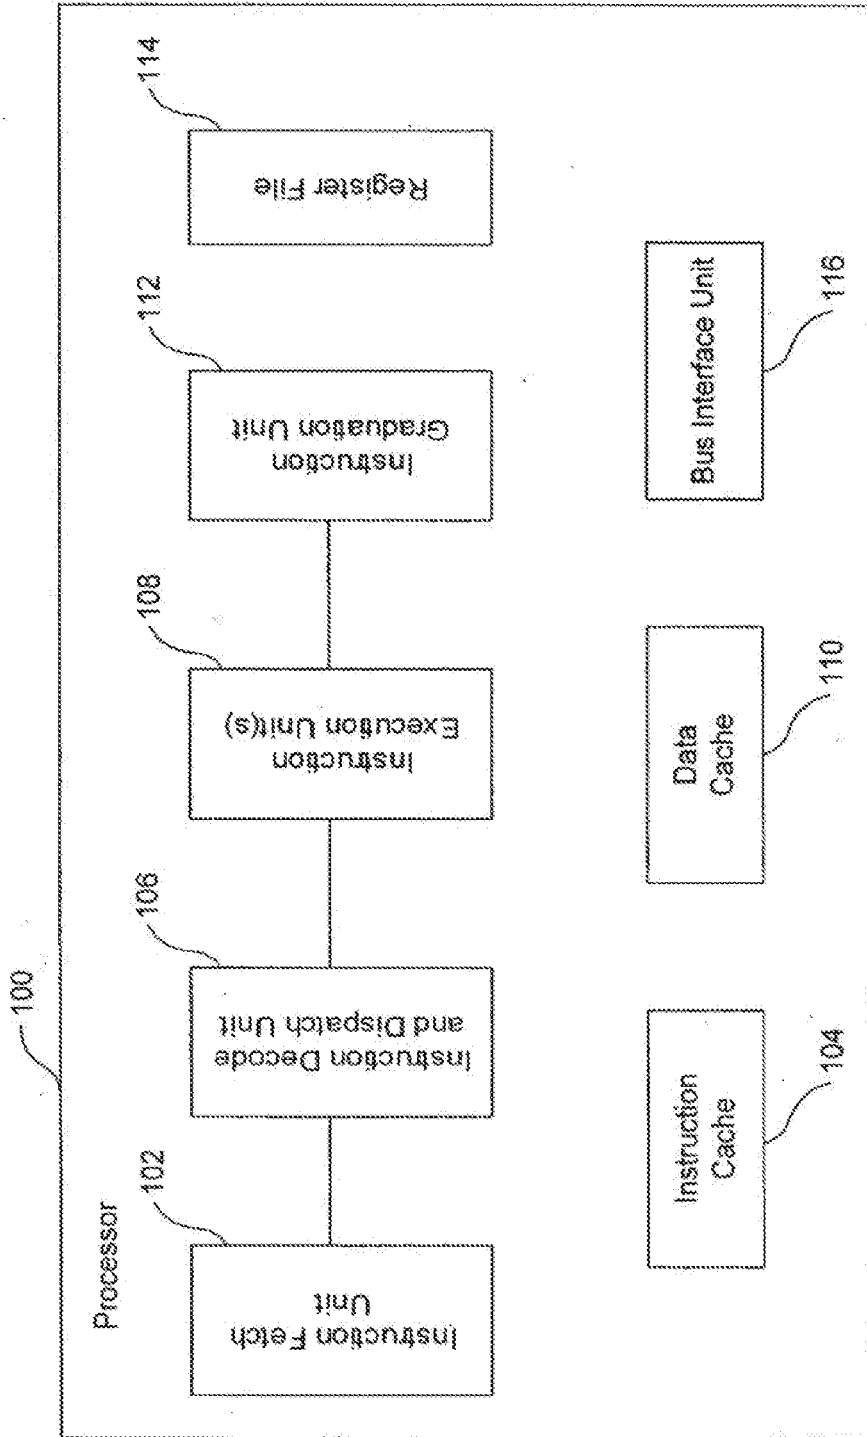 100
Processor
102
Instruction Fetch
Unit
106
Instruction Decode
and Dispatch Unit
108
Instruction
Execution Unit(s)
112
Instruction
Graduation Unit
114
Register File
Instruction
Cache
104
Data
Cache
110
Bus Interface Unit
116